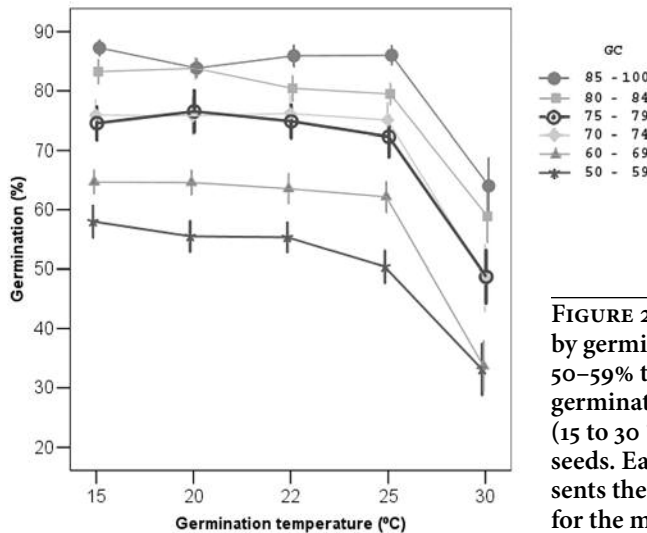 90
80
70
60
50
40
30
20
Germination (%)
15 20 22 25 30
Germination temperature (ºC)
GC
85 - 100
80 - 84
75 - 79
70 - 74
60 - 69
50 - 59
FIGURE 2
by germi
50–59% t
germinat
(15 to 30
seeds. Ea
sents the
for the m